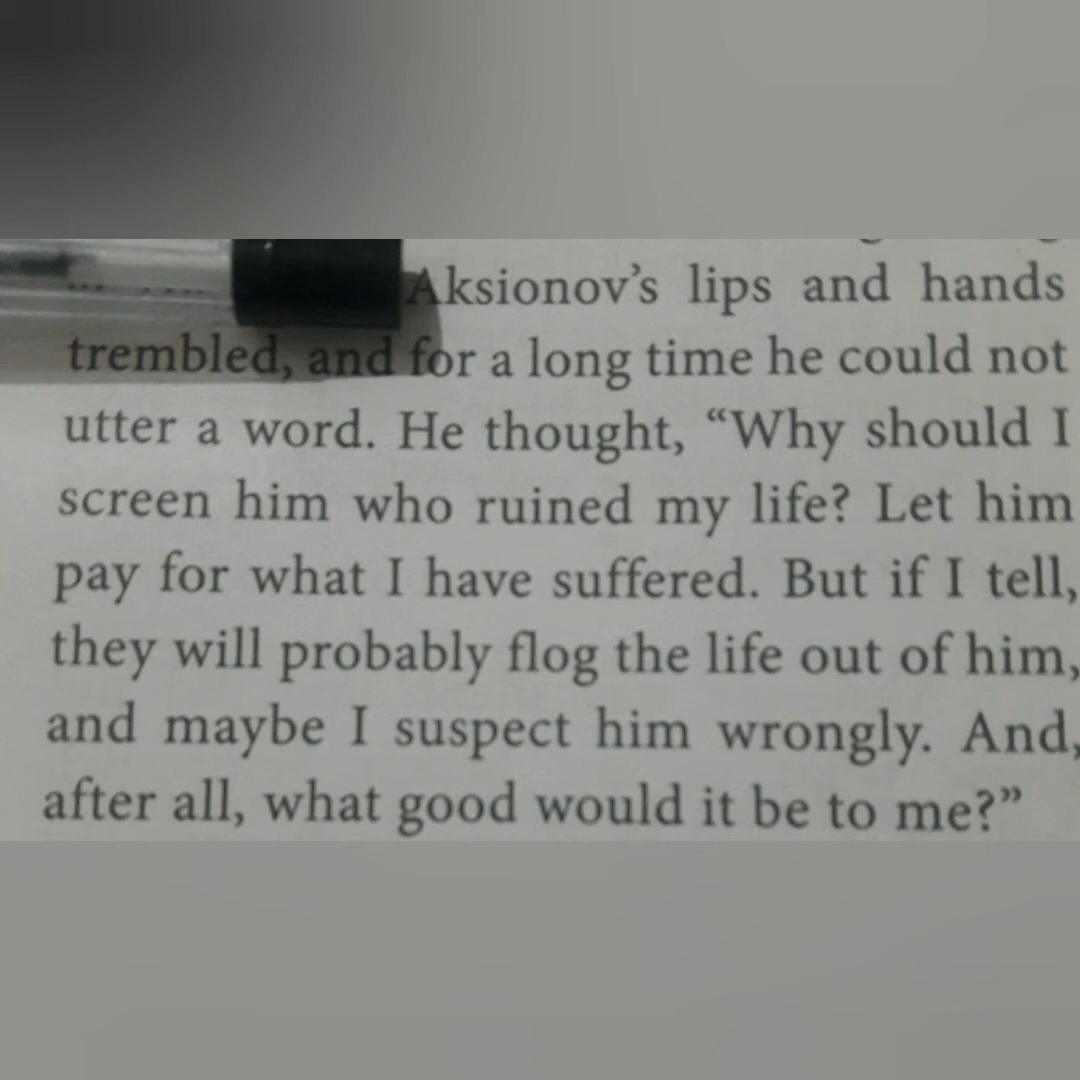 Aksionov’s lips and hands
trembled, and for a long time he could not
utter a word. He thought, “Why should I
screen him who ruined my life? Let him
pay for what I have suffered. But if I tell,
they will probably flog the life out of him,
and maybe I suspect him wrongly. And,
after all, what good would it be to me?”